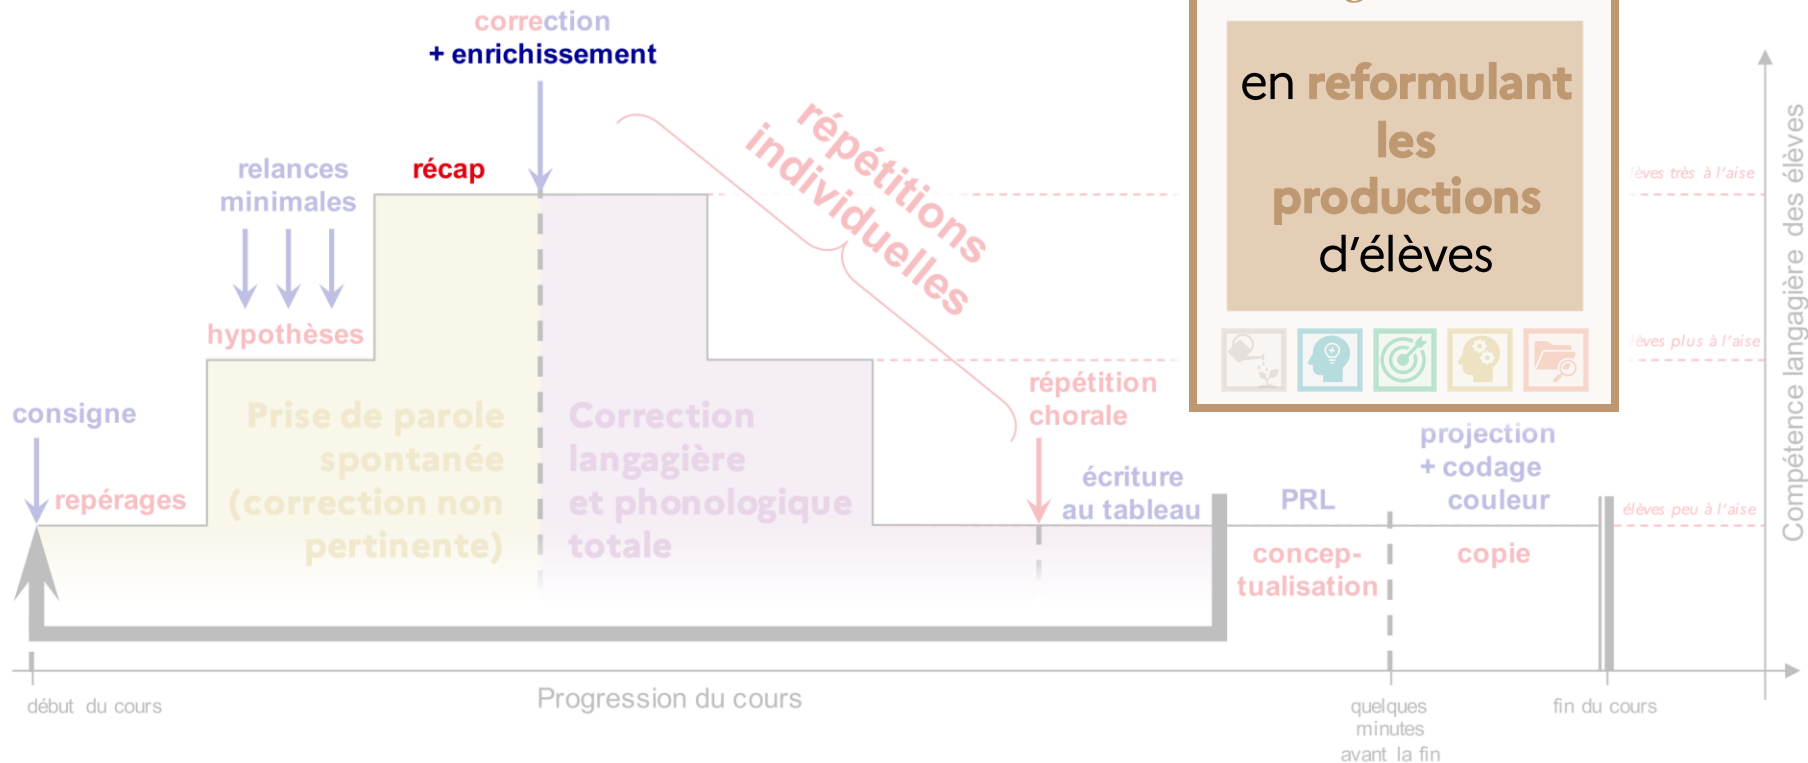 correction
+ enrichissement
relances
minimales
récap
hypothèses
répétitions
individuelles
en reformulant
les
productions
d'élèves
consigne
repérages
Prise de parole
spontanée
(correction non
pertinente)
Correction
langagière
et phonologique
totale
répétition
chorale
écriture
au tableau
PRL
projection
+ codage
couleur
concep-
tualisation
copie
très à l'aise
plus à l'aise
élèves peu à l'aise
Compétence langagière des élèves
début du cours
Progression du cours
quelques
minutes
avant la fin
fin du cours